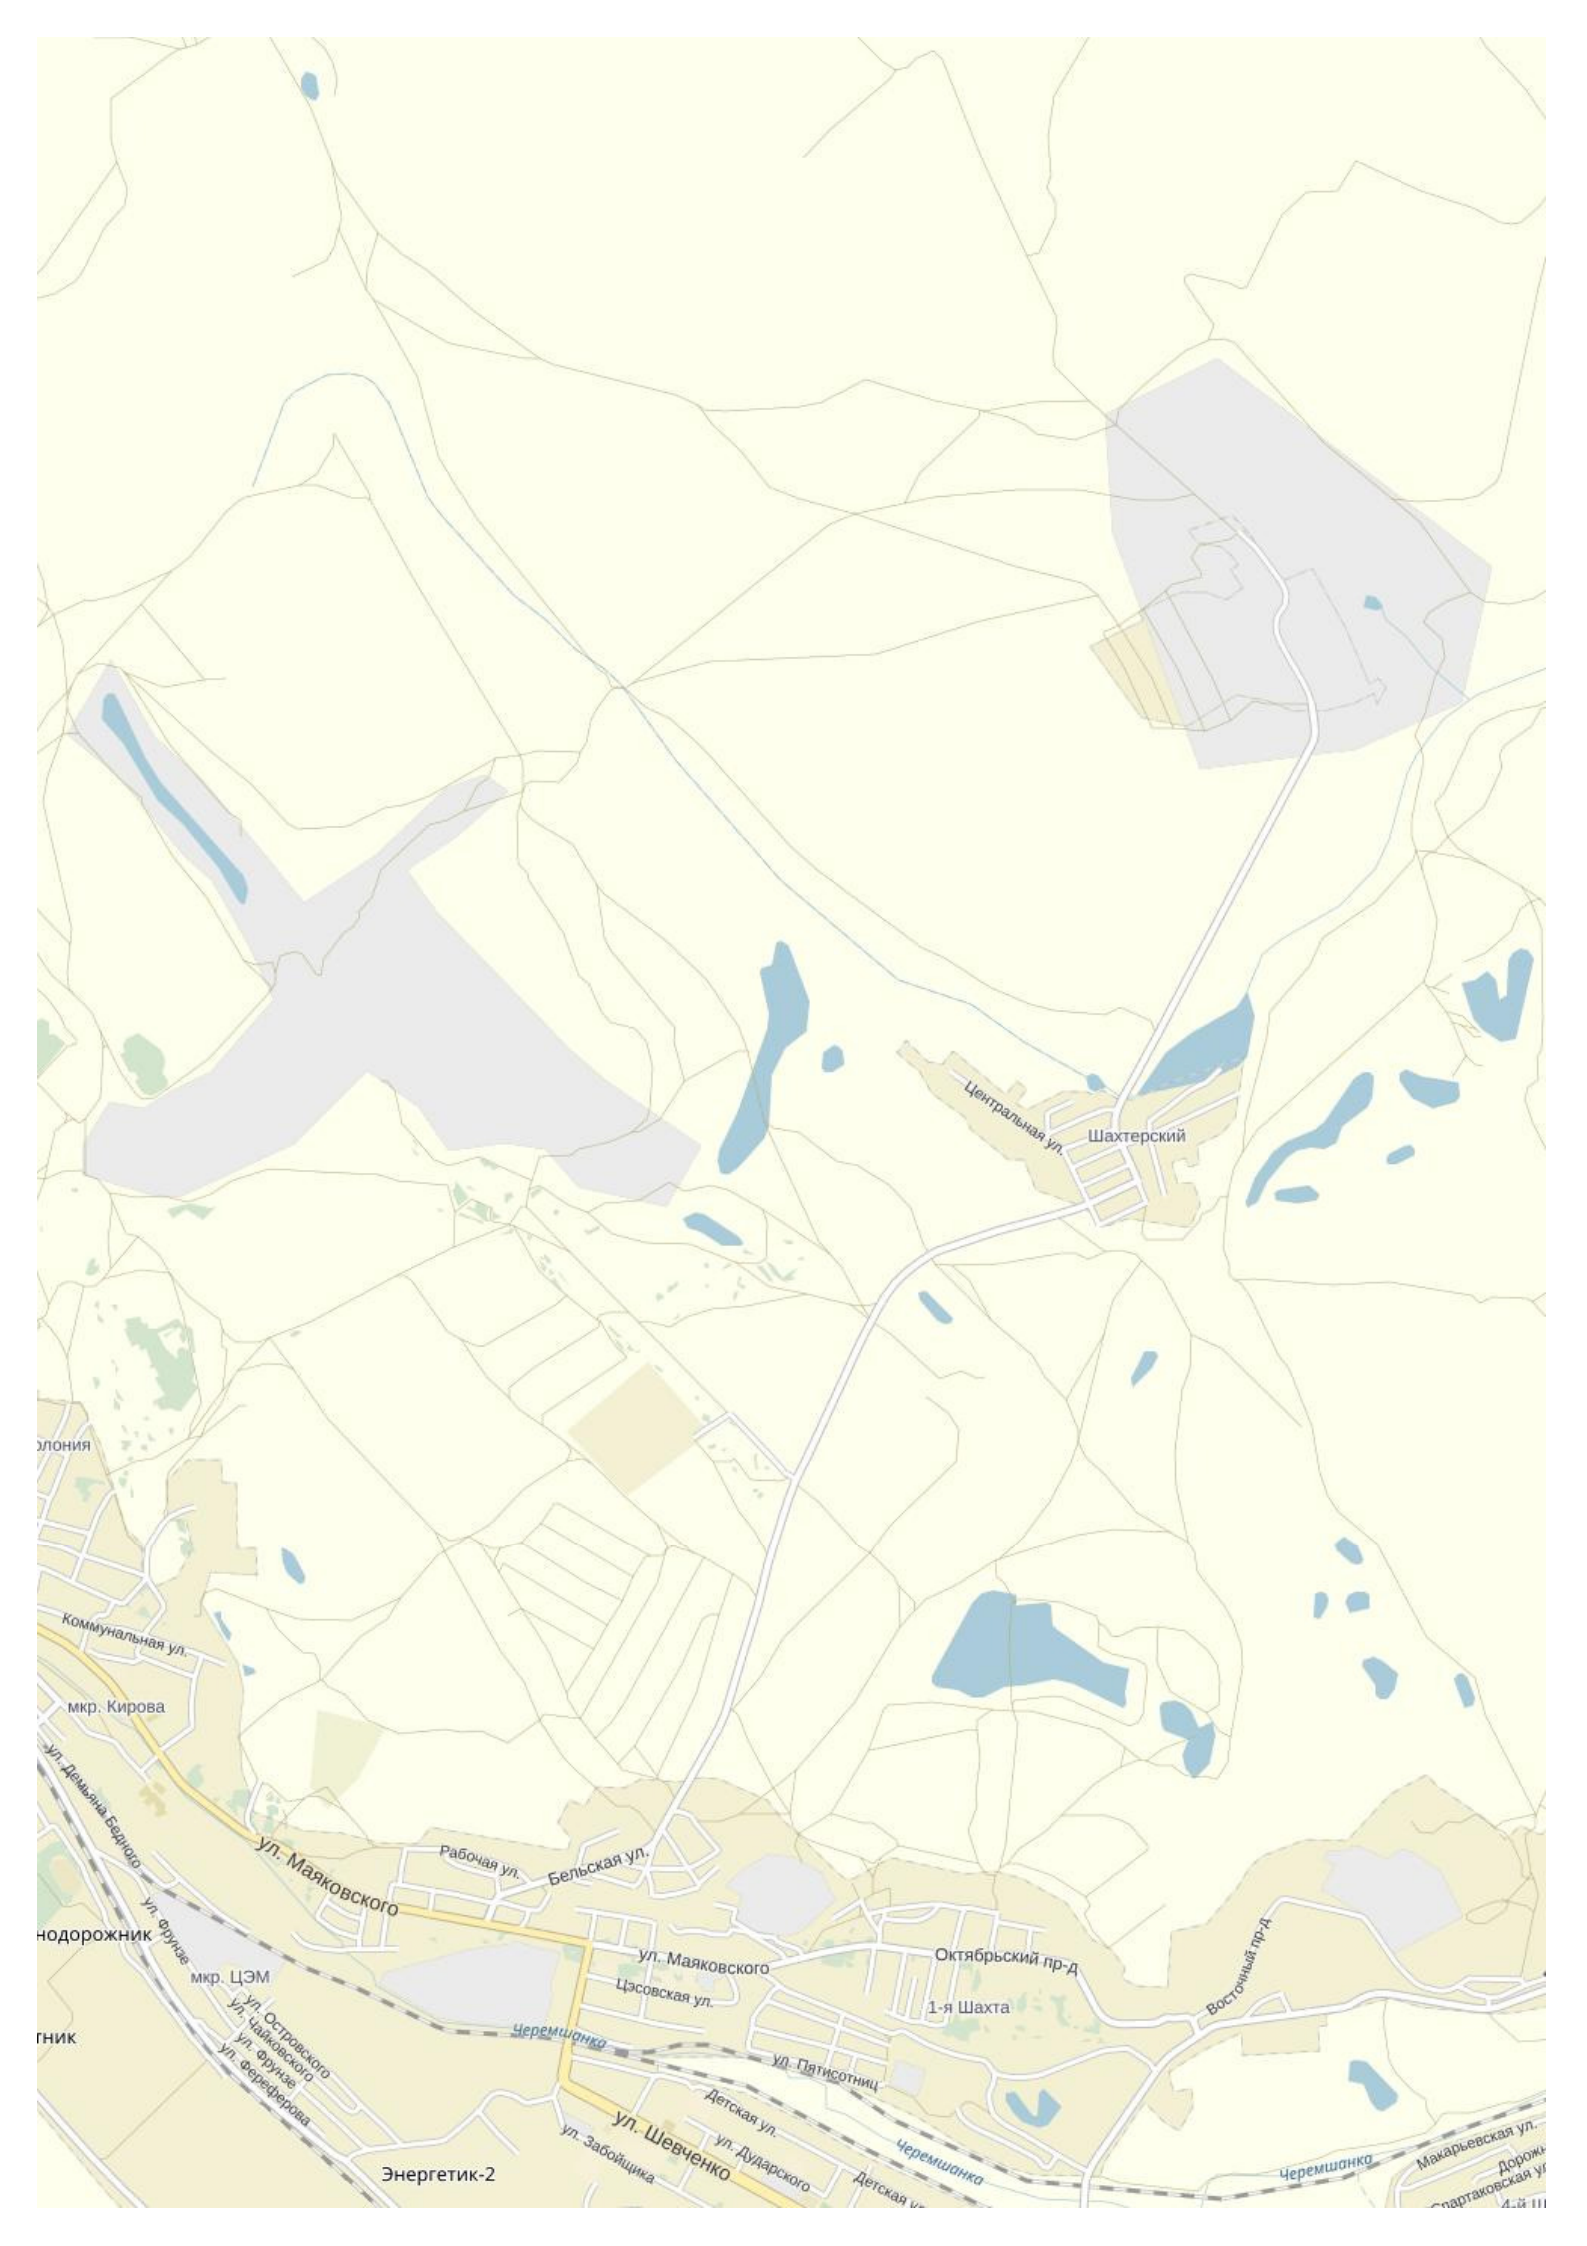 Центральная ул.
Шахтерский
олония
Коммунальная ул.
мкр. Кирова
ул. Демьяна Бедного
ул. Маяковского
Рабочая ул.
Бельская ул.
ул. Фрунзе
нодорожник
ул. Маяковского
Октябрьский пр-д
Восточный пр-д
мкр. ЦЭМ
Цэсовская ул.
1-я Шахта
ул. Островского
ул. Чайковского
ул. Фрунзе
ул. Фереферова
тник
Черемшанка
ул. Пятисотниц
Детская ул.
ул. Шевченко
ул. Забойщика
ул. Дударского
Детская ул
Черемшанка
Черемшанка
Макарьевская ул.
Дорожн
Спартаковская ул
4-й Ш
Энергетик-2